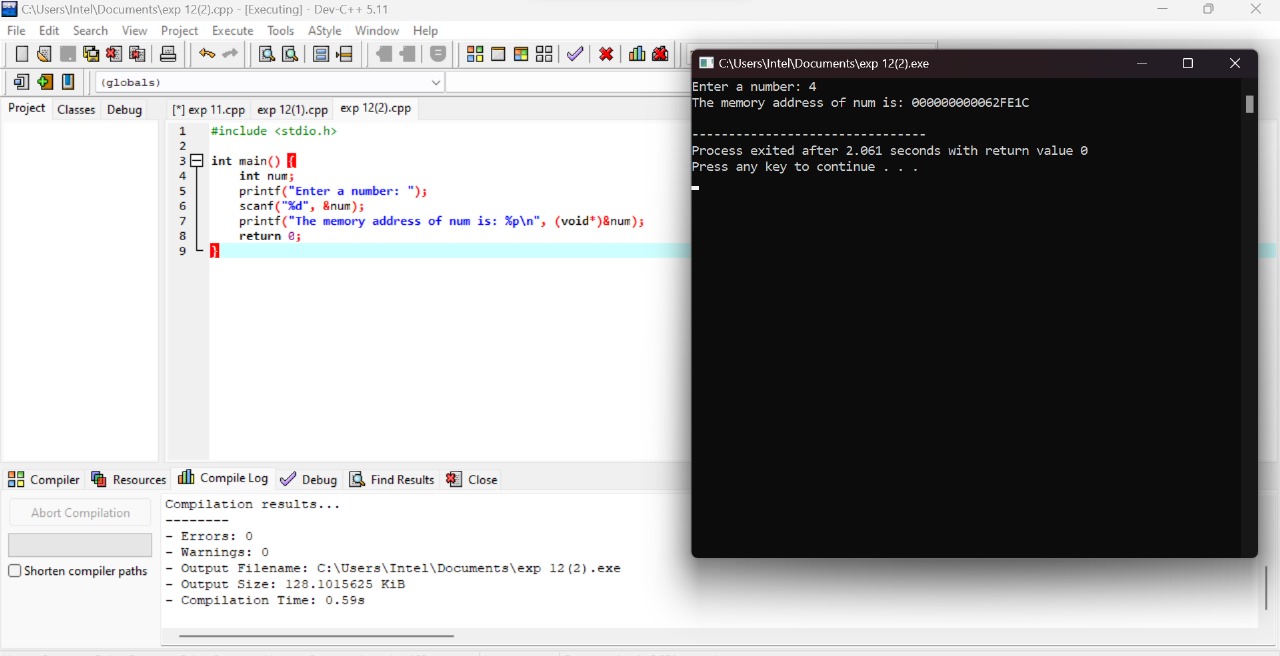 C:\Users\Intel\Documents\exp 12(2).cpp - [Executing] - Dev-C++ 5.11
File Edit Search View Project Execute Tools AStyle Window Help
(globals)
Project Classes Debug
[*] exp 11.cpp exp 12(1).cpp exp 12(2).cpp
1 #include <stdio.h>
2
3 int main() {
4 int num;
5 printf("Enter a number: ");
6 scanf("%d", &num);
7 printf("The memory address of num is: %p\n", (void*)&num);
8 return 0;
9 }
C:\Users\Intel\Documents\exp 12(2).exe
Enter a number: 4
The memory address of num is: 000000000062FE1C
--------------------------------
Process exited after 2.061 seconds with return value 0
Press any key to continue . . .
Compiler Resources Compile Log Debug Find Results Close
Abort Compilation
Shorten compiler paths
Compilation results...
--------
- Errors: 0
- Warnings: 0
- Output Filename: C:\Users\Intel\Documents\exp 12(2).exe
- Output Size: 128.1015625 KiB
- Compilation Time: 0.59s